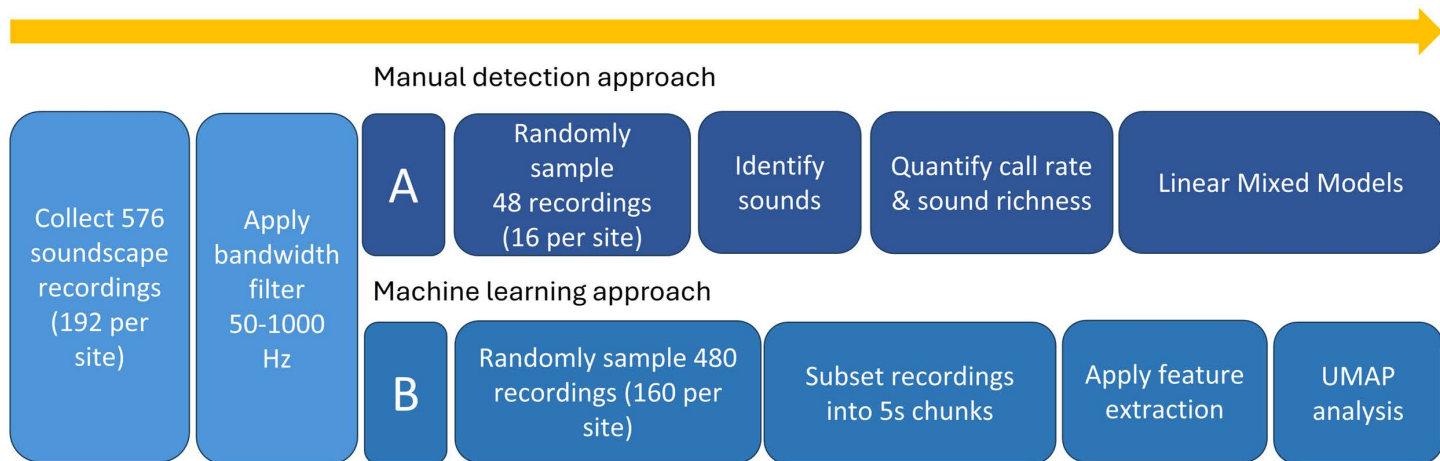 Manual detection approach
Collect 576
soundscape
recordings
(192 per
site)
Apply
bandwidth
filter
50-1000
Hz
A
Randomly
sample
48 recordings
(16 per site)
Identify
sounds
Quantify call rate
& sound richness
Linear Mixed Models
Machine learning approach
B
Randomly sample 480
recordings (160 per
site)
Subset recordings
into 5s chunks
Apply feature
extraction
UMAP
analysis